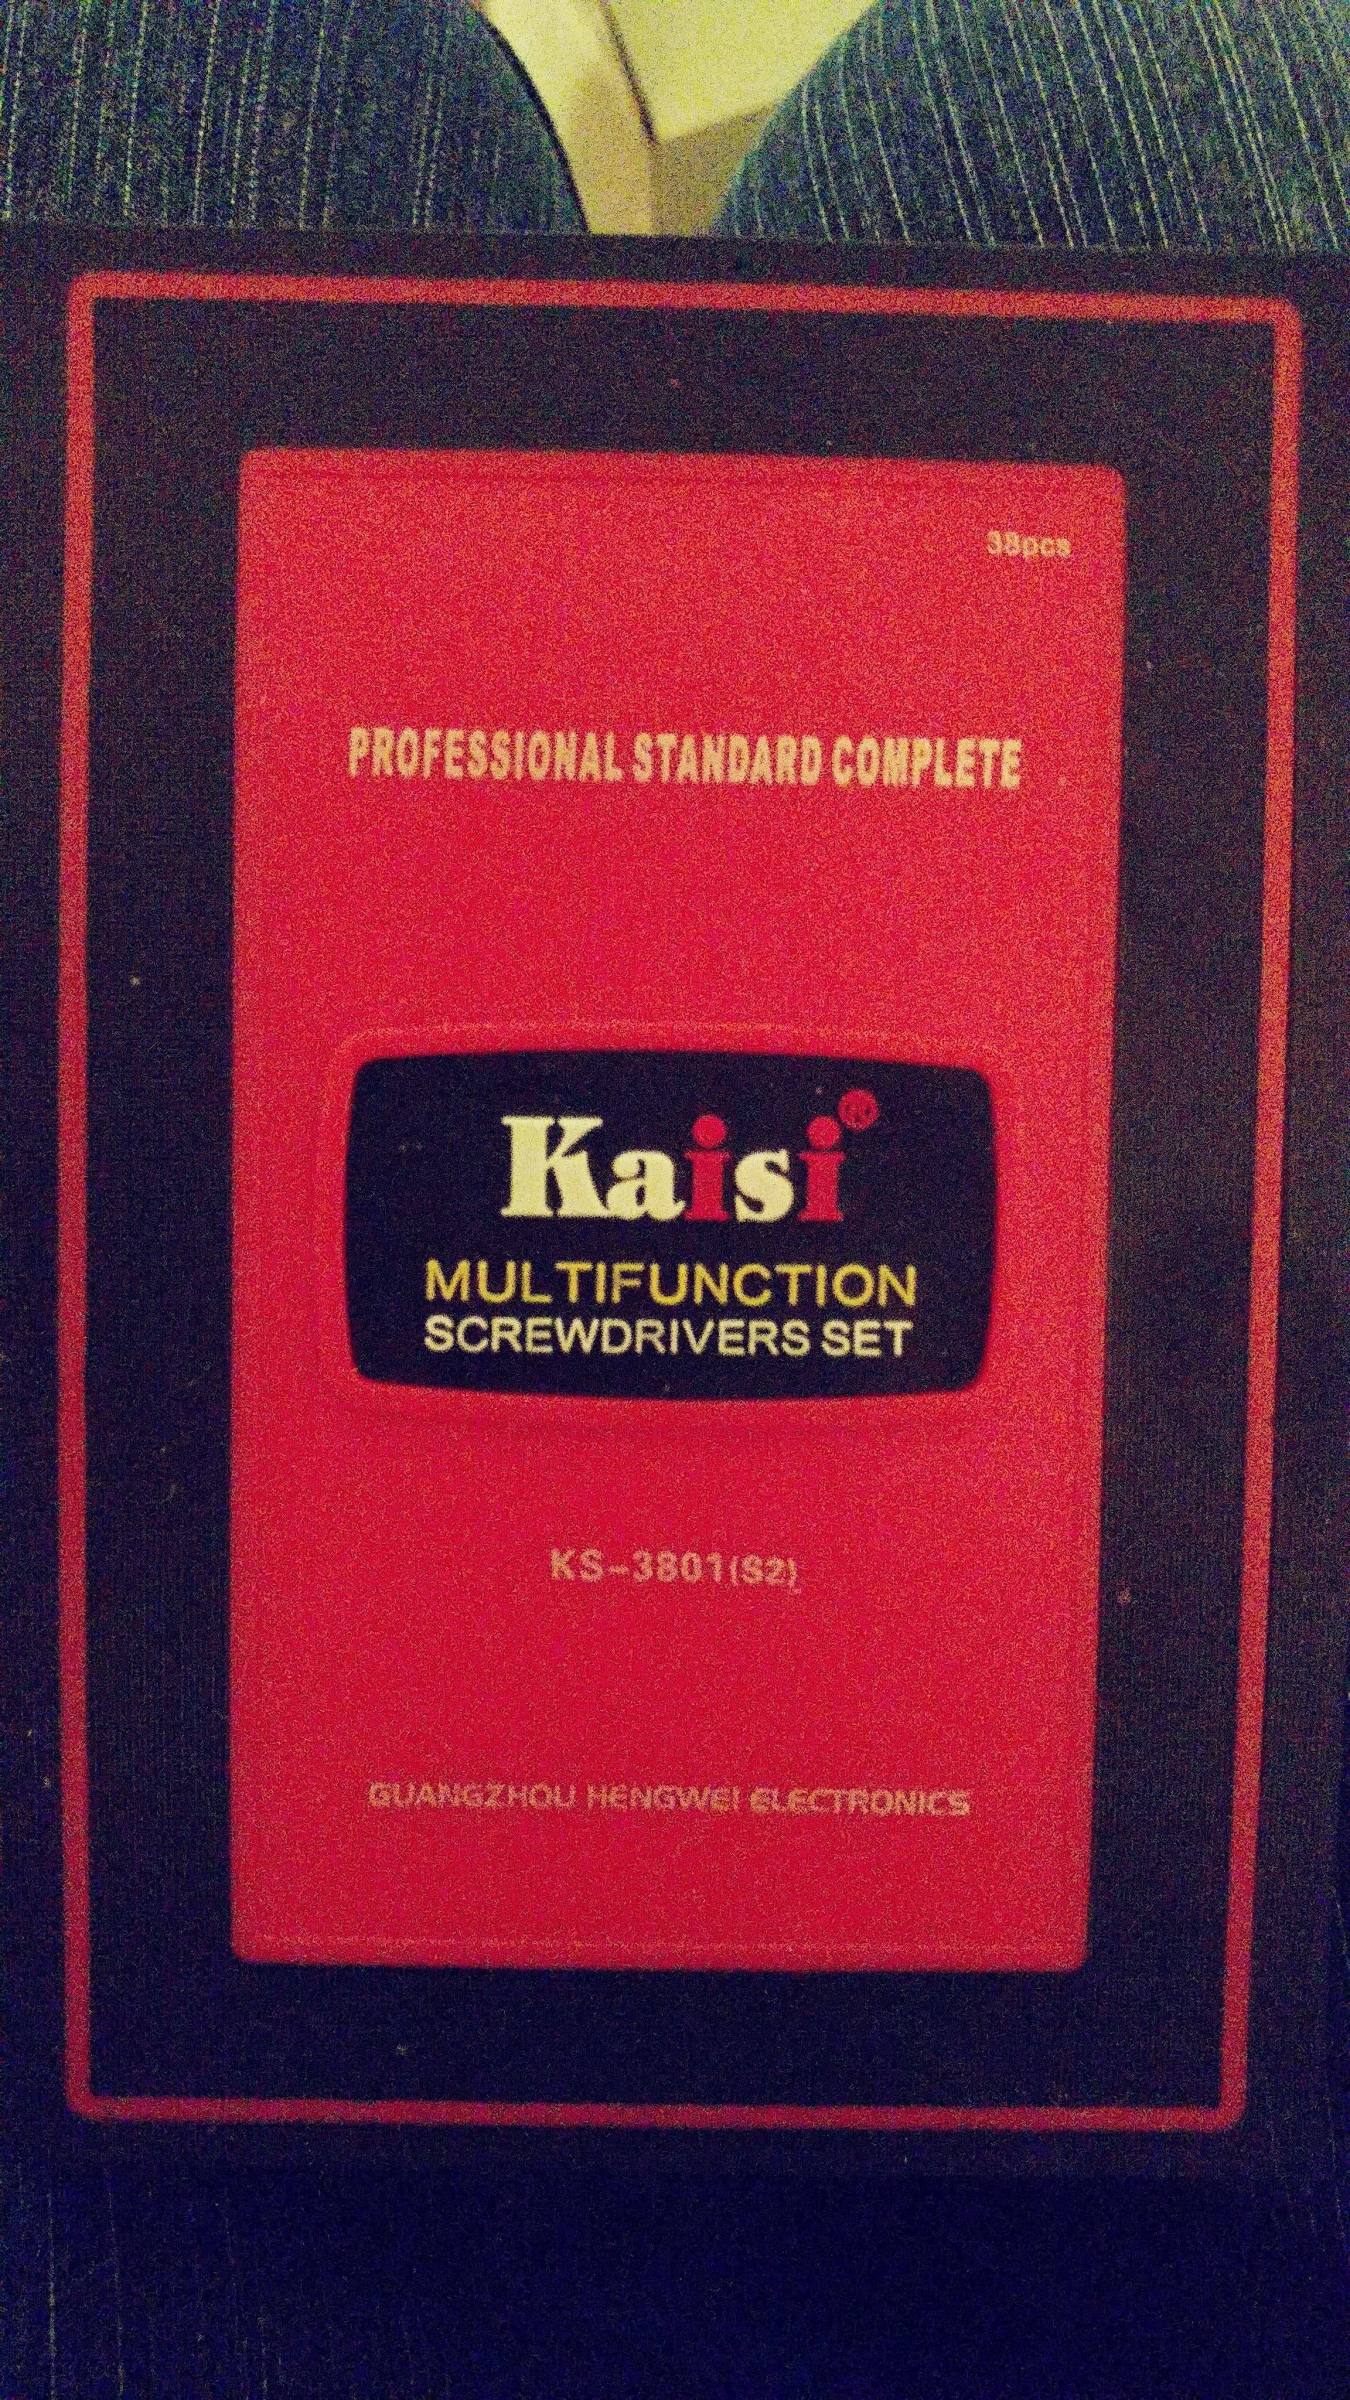 38pcs
PROFESSIONAL STANDARD COMPLETE
Kaisi®
MULTIFUNCTION
SCREWDRIVERS SET
KS-3801(S2)
GUANGZHOU HENGWEI ELECTRONICS